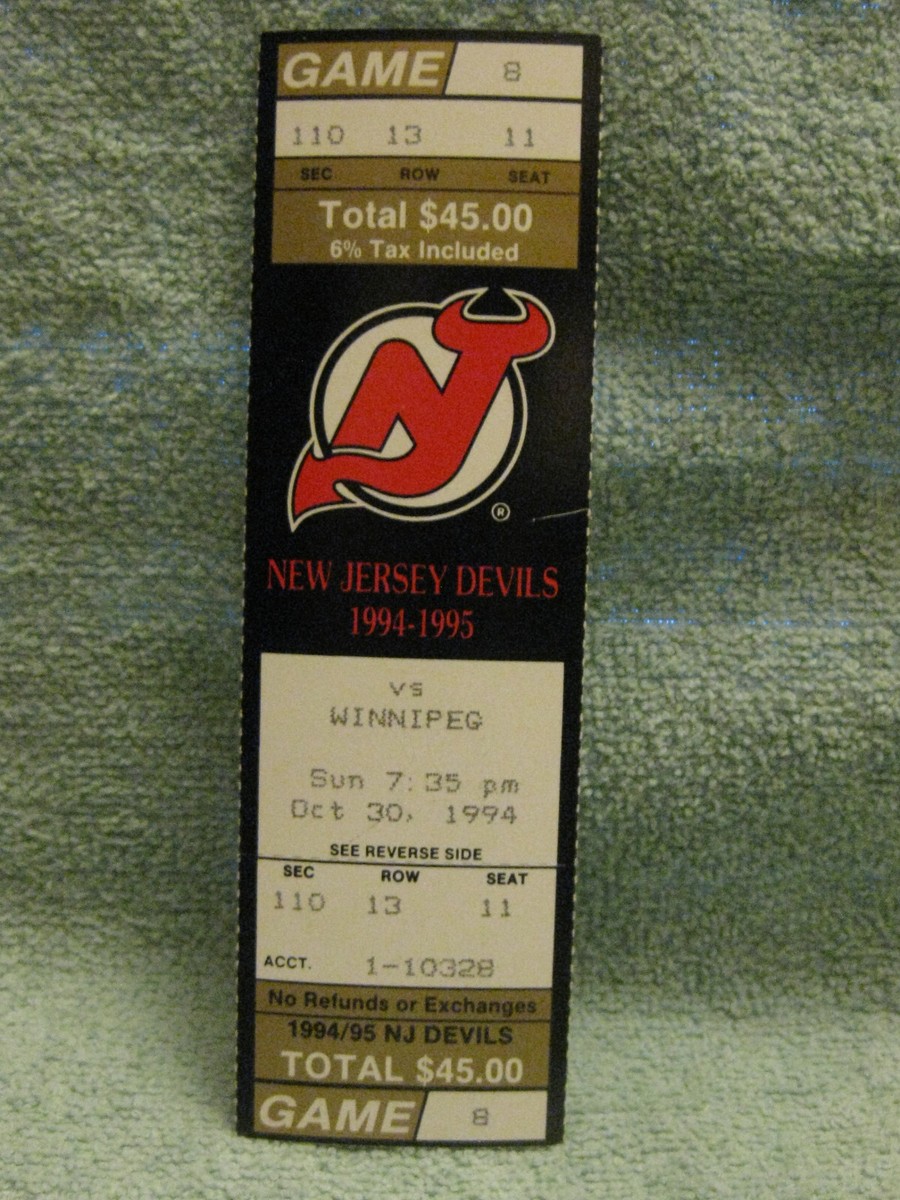 GAME 8
110 13 11
SEC ROW SEAT
Total $45.00
6% Tax Included
NJ
®
NEW JERSEY DEVILS
1994-1995
vs
WINNIPEG
Sun 7:35 pm
Oct 30, 1994
SEE REVERSE SIDE
SEC ROW SEAT
110 13 11
ACCT. 1-10328
No Refunds or Exchanges
1994/95 NJ DEVILS
TOTAL $45.00
GAME 8